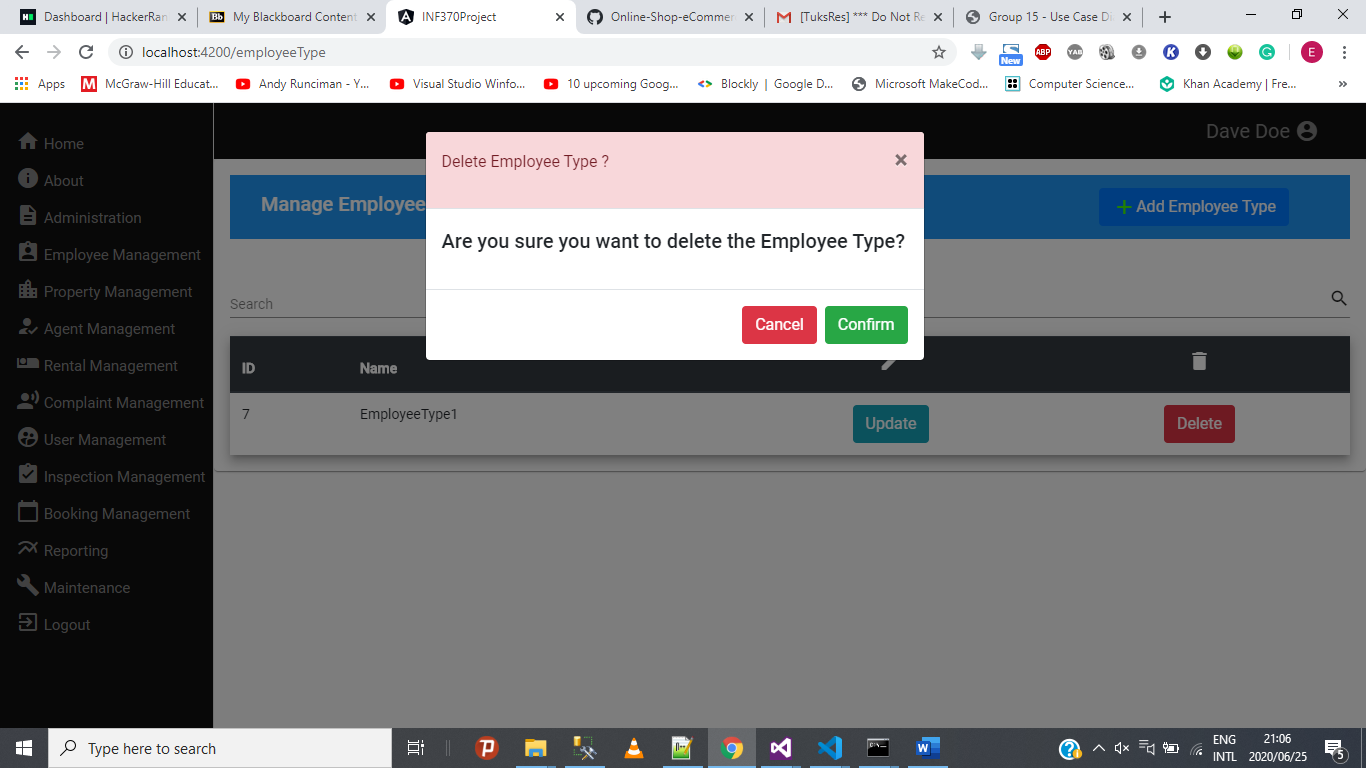 Dashboard | HackerRan
My Blackboard Content
INF370Project
Online-Shop-eCommer
[TuksRes] *** Do Not Re
Group 15 - Use Case Di
localhost:4200/employeeType
ABP
YAB
New
K
E
Apps
McGraw-Hill Educat...
Andy Runciman - Y...
Visual Studio Winfo...
10 upcoming Goog...
Blockly | Google D...
Microsoft MakeCod...
Computer Science...
Khan Academy | Fre...
»
Home
About
Administration
Employee Management
Property Management
Agent Management
Rental Management
Complaint Management
User Management
Inspection Management
Booking Management
Reporting
Maintenance
Logout
Dave Doe
Manage Employee
Add Employee Type
Delete Employee Type ?
×
Are you sure you want to delete the Employee Type?
Cancel
Confirm
Search
ID
Name
7
EmployeeType1
Update
Delete
Type here to search
ENG
INTL
21:06
2020/06/25
5